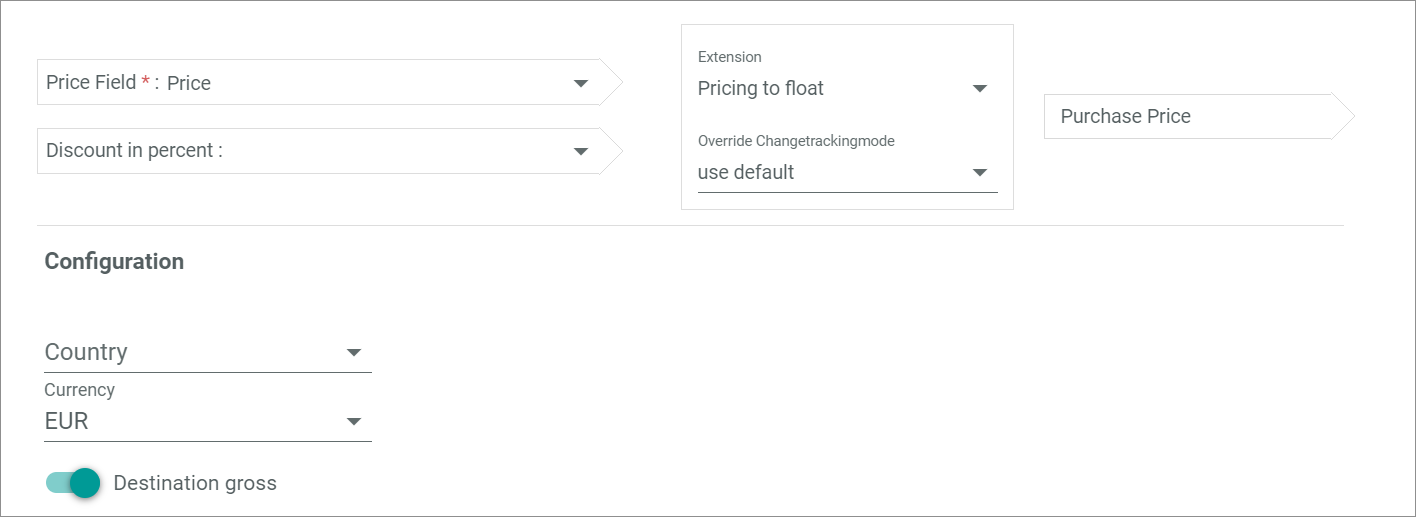 Price Field * : Price
Discount in percent :
Extension
Pricing to float
Override Changetrackingmode
use default
Purchase Price
Configuration
Country
Currency
EUR
Destination gross